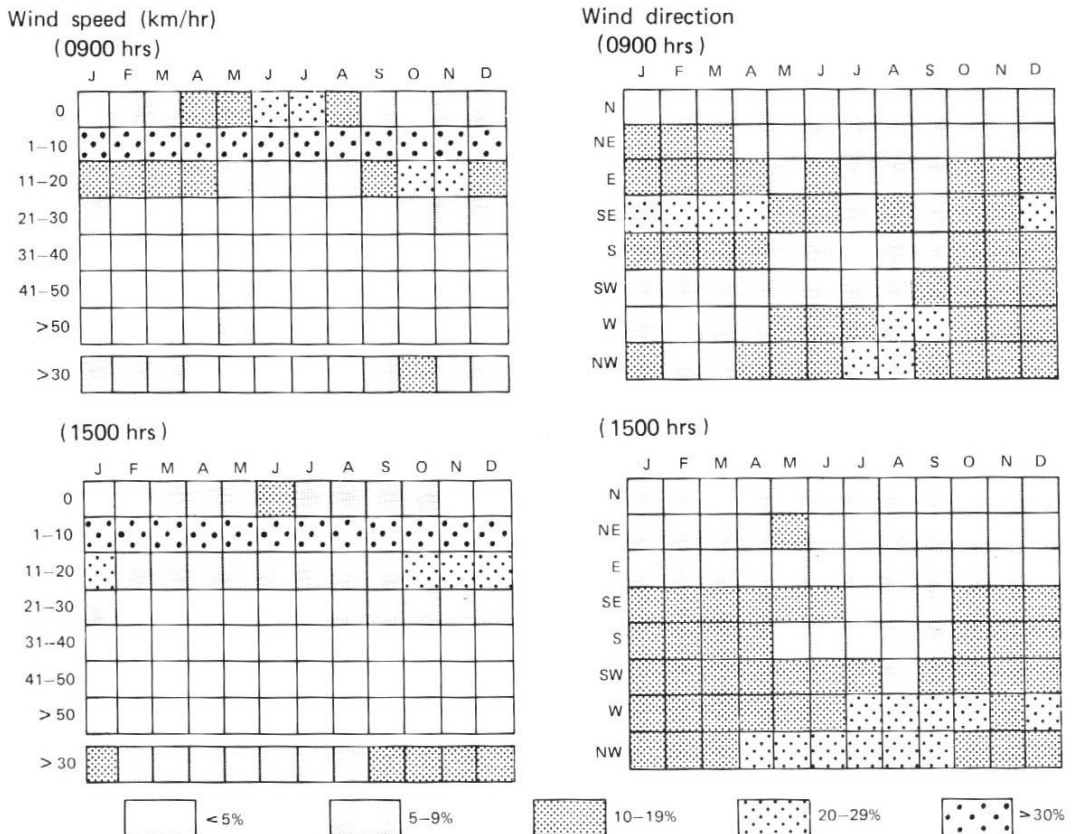 Wind speed (km/hr)
(0900 hrs)
J F M A M J J A S O N D
0
1–10
11–20
21–30
31–40
41–50
>50
>30
Wind direction
(0900 hrs)
J F M A M J J A S O N D
N
NE
E
SE
S
SW
W
NW
(1500 hrs)
J F M A M J J A S O N D
0
1–10
11–20
21–30
31--40
41–50
>50
>30
(1500 hrs)
J F M A M J J A S O N D
N
NE
E
SE
S
SW
W
NW
<5% 5–9% 10–19% 20–29% >30%